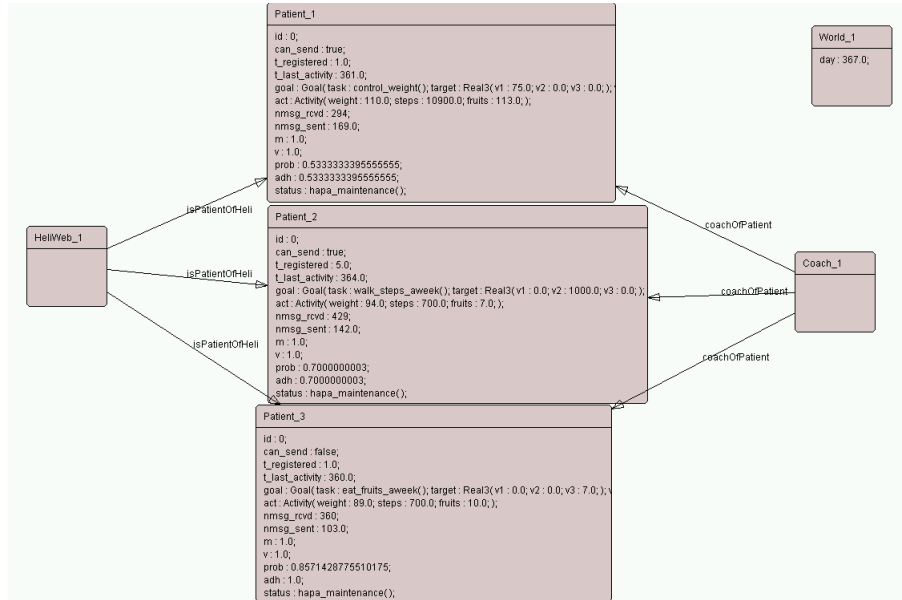 Patient_1
id : 0;
can_send : true;
t_registered : 1.0;
t_last_activity : 361.0;
goal : Goal( task : control_weight(); target : Real3( v1 : 75.0; v2 : 0.0; v3 : 0.0; );
act : Activity( weight : 110.0; steps : 10900.0; fruits : 113.0; );
nmsg_rcvd : 294;
nmsg_sent : 169.0;
m : 1.0;
v : 1.0;
prob : 0.5333333395555555;
adh : 0.5333333395555555;
status : hapa_maintenance();
World_1
day : 367.0;
isPatientOfHeli
Patient_2
id : 0;
can_send : true;
t_registered : 5.0;
t_last_activity : 364.0;
goal : Goal( task : walk_steps_aweek(); target : Real3( v1 : 0.0; v2 : 1000.0; v3 : 0.0; );
act : Activity( weight : 94.0; steps : 700.0; fruits : 7.0; );
nmsg_rcvd : 429;
nmsg_sent : 142.0;
m : 1.0;
v : 1.0;
prob : 0.7000000003;
adh : 0.7000000003;
status : hapa_maintenance();
coachOfPatient
HeliWeb_1
isPatientOfHeli
Coach_1
coachOfPatient
isPatientOfHeli
coachOfPatient
Patient_3
id : 0;
can_send : false;
t_registered : 1.0;
t_last_activity : 360.0;
goal : Goal( task : eat_fruits_aweek(); target : Real3( v1 : 0.0; v2 : 0.0; v3 : 7.0; );
act : Activity( weight : 89.0; steps : 700.0; fruits : 10.0; );
nmsg_rcvd : 360;
nmsg_sent : 103.0;
m : 1.0;
v : 1.0;
prob : 0.8571428775510175;
adh : 1.0;
status : hapa_maintenance();